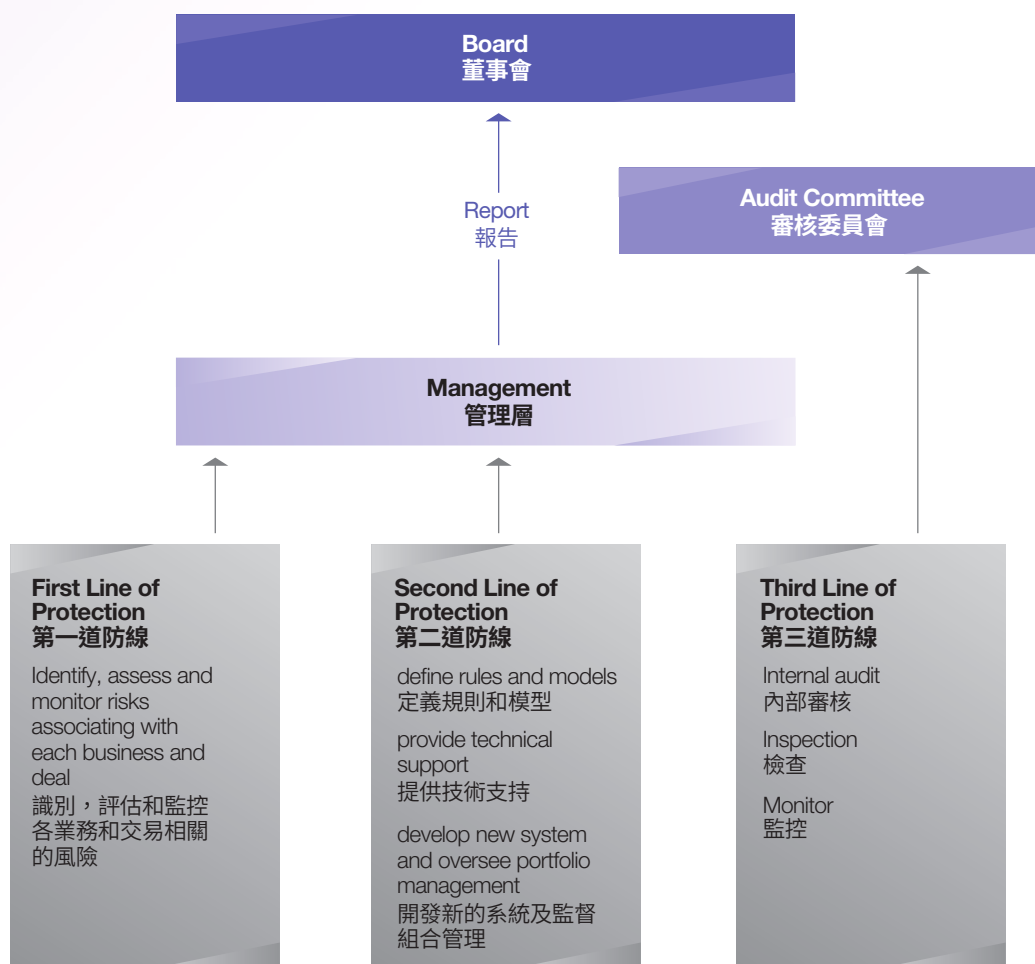 Board
董事會
Audit Committee
審核委員會
Report
報告
Management
管理層
First Line of
Protection
第一道防線
Identify, assess and
monitor risks
associating with
each business and
deal
識別，評估和監控
各業務和交易相關
的風險
Second Line of
Protection
第二道防線
define rules and models
定義規則和模型
provide technical
support
提供技術支持
develop new system
and oversee portfolio
management
開發新的系統及監督
組合管理
Third Line of
Protection
第三道防線
Internal audit
內部審核
Inspection
檢查
Monitor
監控